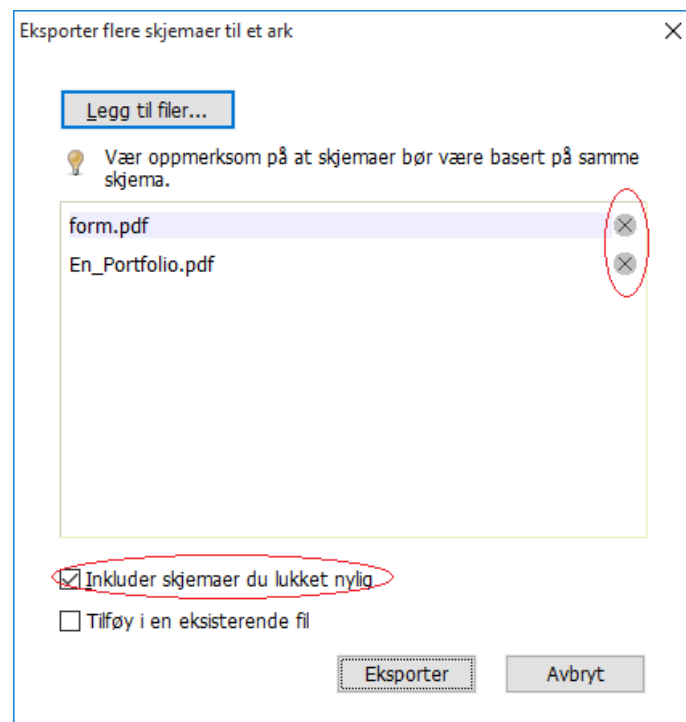 Eksporter flere skjemaer til et ark
Legg til filer...
Vær oppmerksom på at skjemaer bør være basert på samme
skjema.
form.pdf
En_Portfolio.pdf
Inkluder skjemaer du lukket nylig
Tilføy i en eksisterende fil
Eksporter
Avbryt